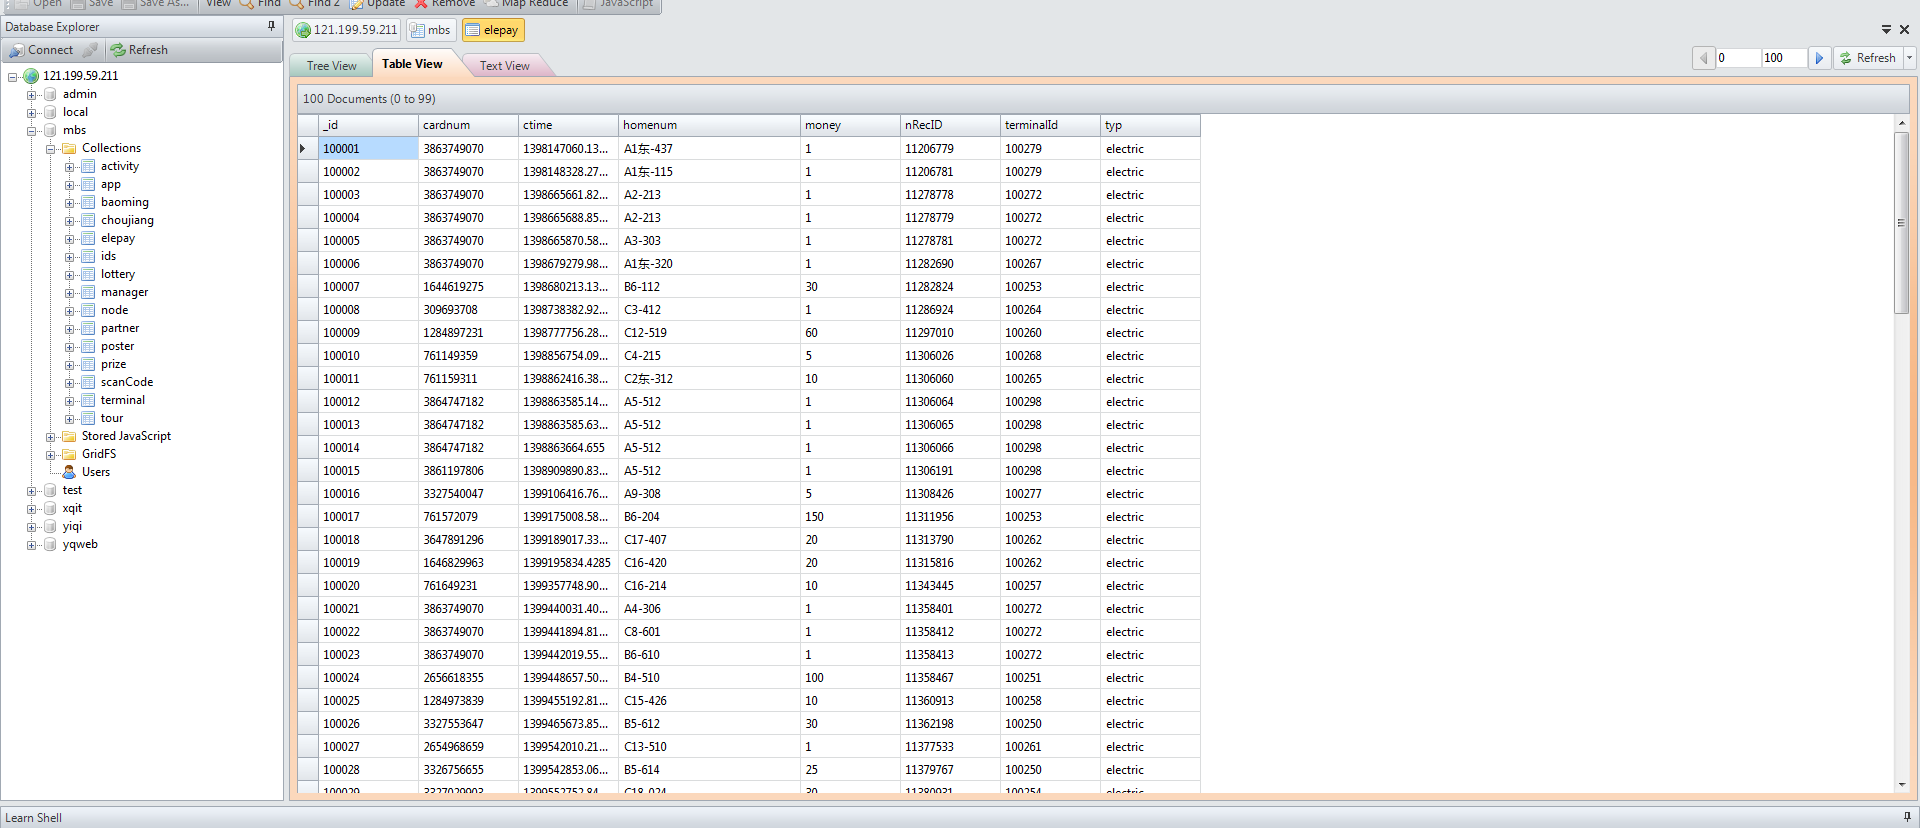 Open Save Save As... View Find Find 2 Update Remove Map Reduce JavaScript
Database Explorer
Connect Refresh
121.199.59.211
admin
local
mbs
Collections
activity
app
baoming
choujiang
elepay
ids
lottery
manager
node
partner
poster
prize
scanCode
terminal
tour
Stored JavaScript
GridFS
Users
test
xqit
yiqi
yqweb
121.199.59.211 mbs elepay
Tree View Table View Text View 0 100 Refresh
100 Documents (0 to 99)
_id cardnum ctime homenum money nRecID terminalId typ
100001 3863749070 1398147060.13... A1东-437 1 11206779 100279 electric
100002 3863749070 1398148328.27... A1东-115 1 11206781 100279 electric
100003 3863749070 1398665661.82... A2-213 1 11278778 100272 electric
100004 3863749070 1398665688.85... A2-213 1 11278779 100272 electric
100005 3863749070 1398665870.58... A3-303 1 11278781 100272 electric
100006 3863749070 1398679279.98... A1东-320 1 11282690 100267 electric
100007 1644619275 1398680213.13... B6-112 30 11282824 100253 electric
100008 309693708 1398738382.92... C3-412 1 11286924 100264 electric
100009 1284897231 1398777756.28... C12-519 60 11297010 100260 electric
100010 761149359 1398856754.09... C4-215 5 11306026 100268 electric
100011 761159311 1398862416.38... C2东-312 10 11306060 100265 electric
100012 3864747182 1398863585.14... A5-512 1 11306064 100298 electric
100013 3864747182 1398863585.63... A5-512 1 11306065 100298 electric
100014 3864747182 1398863664.655 A5-512 1 11306066 100298 electric
100015 3861197806 1398909890.83... A5-512 1 11306191 100298 electric
100016 3327540047 1399106416.76... A9-308 5 11308426 100277 electric
100017 761572079 1399175008.58... B6-204 150 11311956 100253 electric
100018 3647891296 1399189017.33... C17-407 20 11313790 100262 electric
100019 1646829963 1399195834.4285 C16-420 20 11315816 100262 electric
100020 761649231 1399357748.90... C16-214 10 11343445 100257 electric
100021 3863749070 1399440031.40... A4-306 1 11358401 100272 electric
100022 3863749070 1399441894.81... C8-601 1 11358412 100272 electric
100023 3863749070 1399442019.55... B6-610 1 11358413 100272 electric
100024 2656618355 1399448657.50... B4-510 100 11358467 100251 electric
100025 1284973839 1399455192.81... C15-426 10 11360913 100258 electric
100026 3327553647 1399465673.85... B5-612 30 11362198 100250 electric
100027 2654968659 1399542010.21... C13-510 1 11377533 100261 electric
100028 3326756655 1399542853.06... B5-614 25 11379767 100250 electric
100029 3327029903 1399552752.84... C18-024 30 11380931 100254 electric
Learn Shell